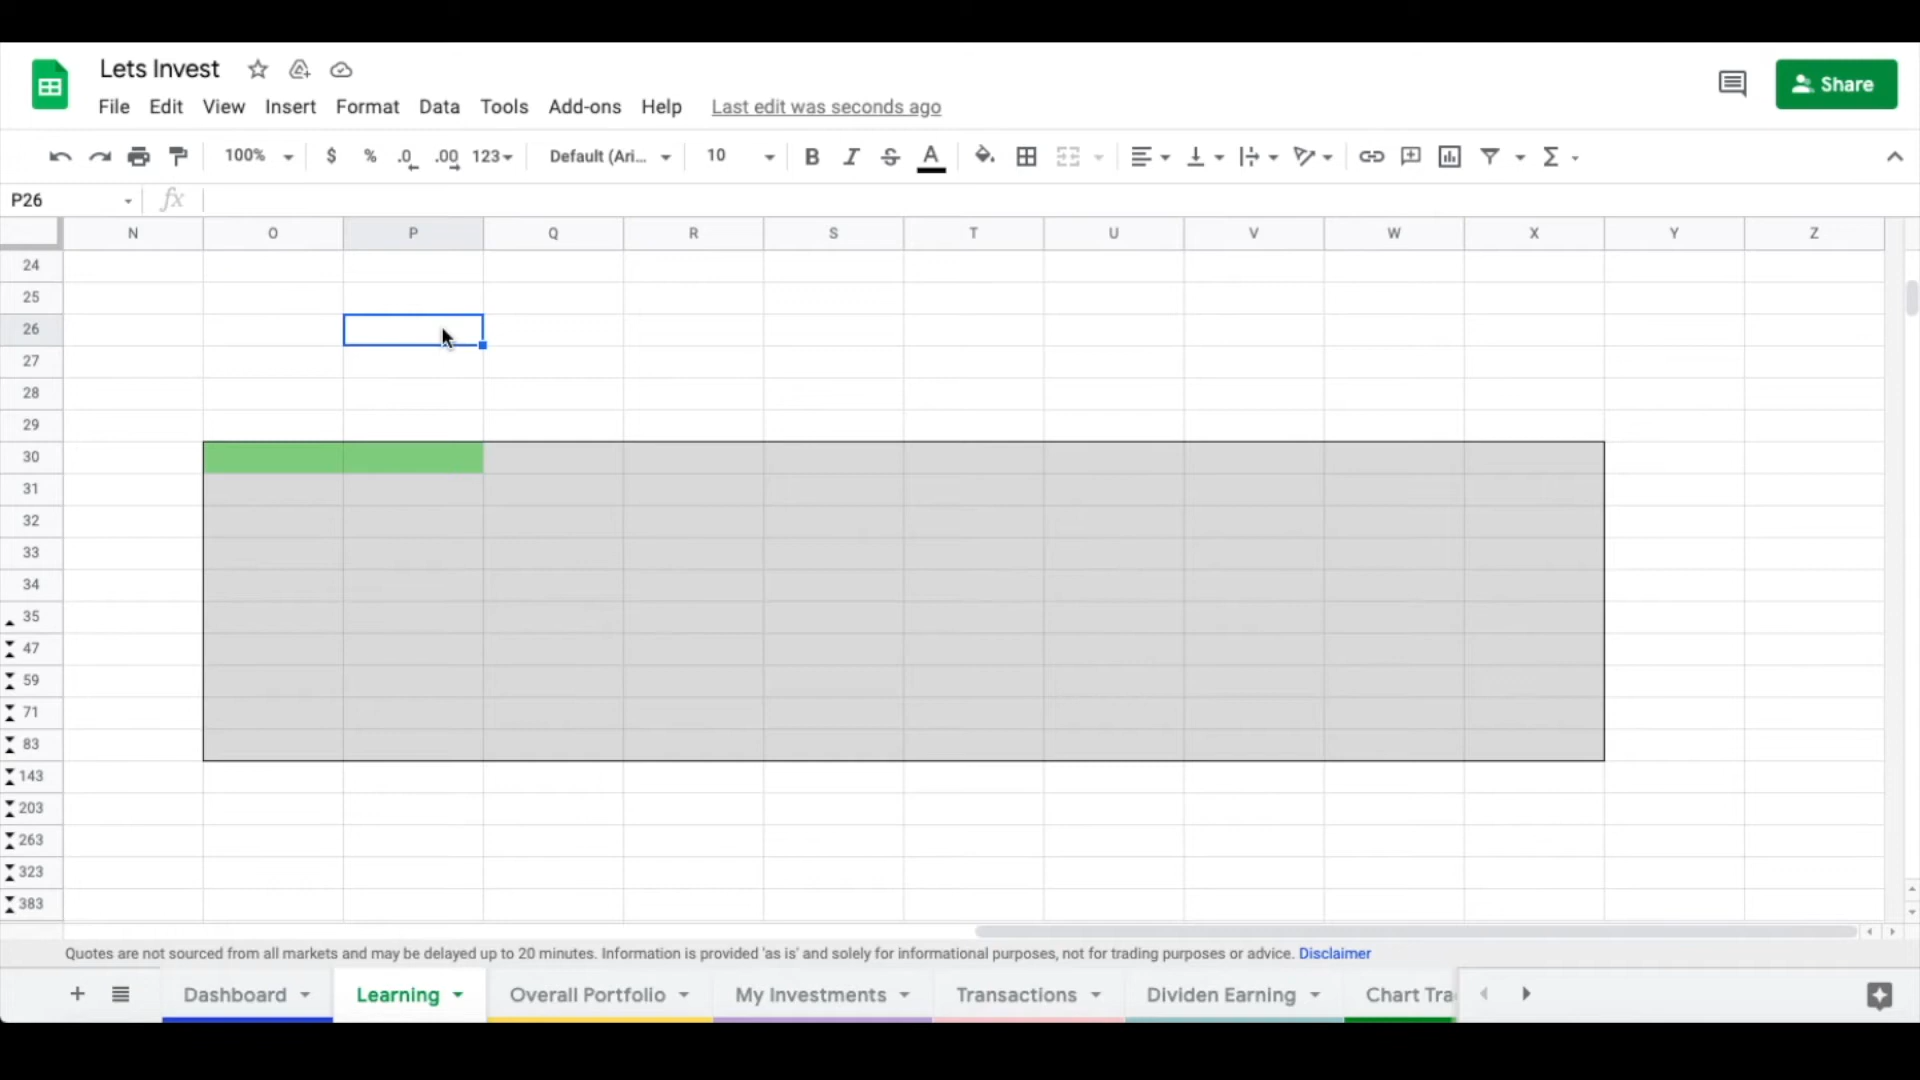 Lets Invest
File Edit View Insert Format Data Tools Add-ons Help Last edit was seconds ago
Share
100% $ % .0 .00 123 Default (Ari... 10 B I S A Σ
P26 fx
N O P Q R S T U V W X Y Z
24
25
26
27
28
29
30
31
32
33
34
35
47
59
71
83
143
203
263
323
383
Quotes are not sourced from all markets and may be delayed up to 20 minutes. Information is provided 'as is' and solely for informational purposes, not for trading purposes or advice. Disclaimer
+ Dashboard Learning Overall Portfolio My Investments Transactions Dividen Earning Chart Tra